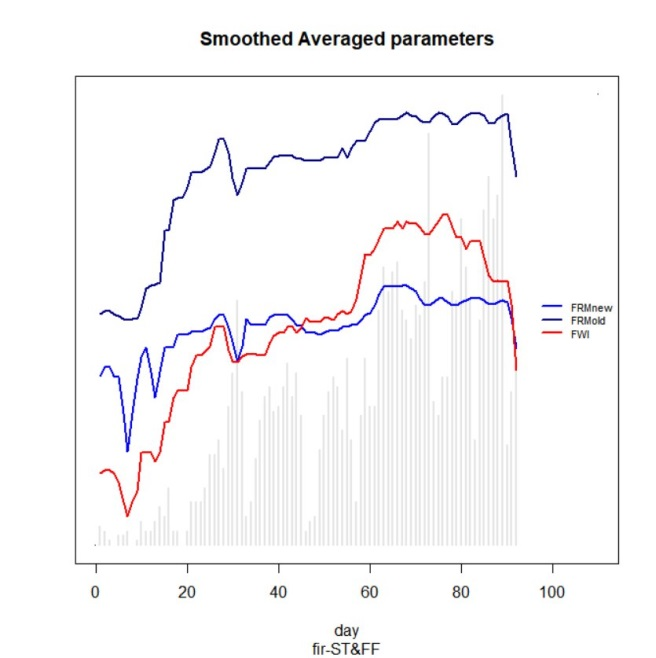 Smoothed Averaged parameters
FRMnew
FRMold
FWI
0 20 40 60 80 100
day
fir-ST&FF